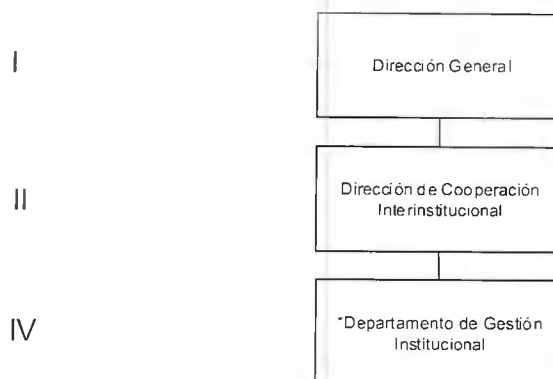 I
Dirección General
II
Dirección de Cooperación
Interinstitucional
IV
*Departamento de Gestión
Institucional